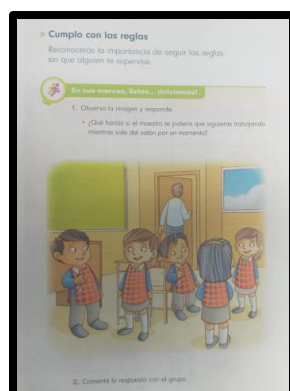 ▸ Cumplo con las reglas
Reconocerás la importancia de seguir las reglas
sin que alguien te supervise.
En sus marcas, listos... ¡Iniciamos!
1. Observa la imagen y responde.
• ¿Qué harías si el maestro te pidiera que siguieras trabajando
mientras sale del salón por un momento?
2. Comenta tu respuesta con el grupo.